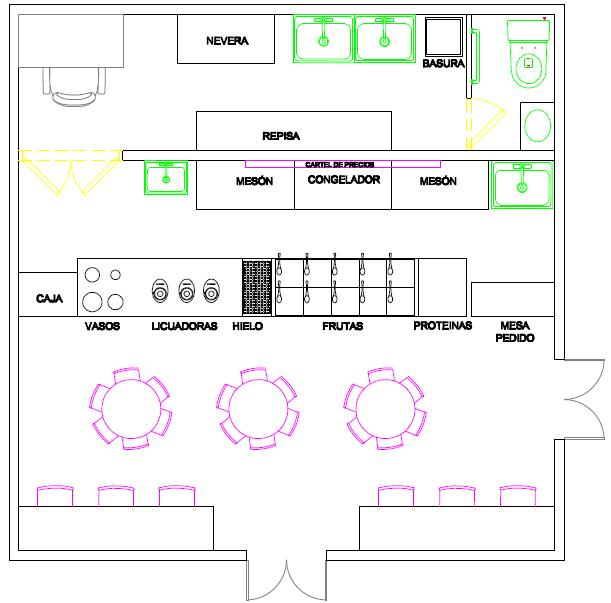 NEVERA
BASURA
REPISA
CARTEL DE PRECIOS
MESÓN
CONGELADOR
MESÓN
CAJA
VASOS
LICUADORAS
HIELO
FRUTAS
PROTEINAS
MESA
PEDIDO